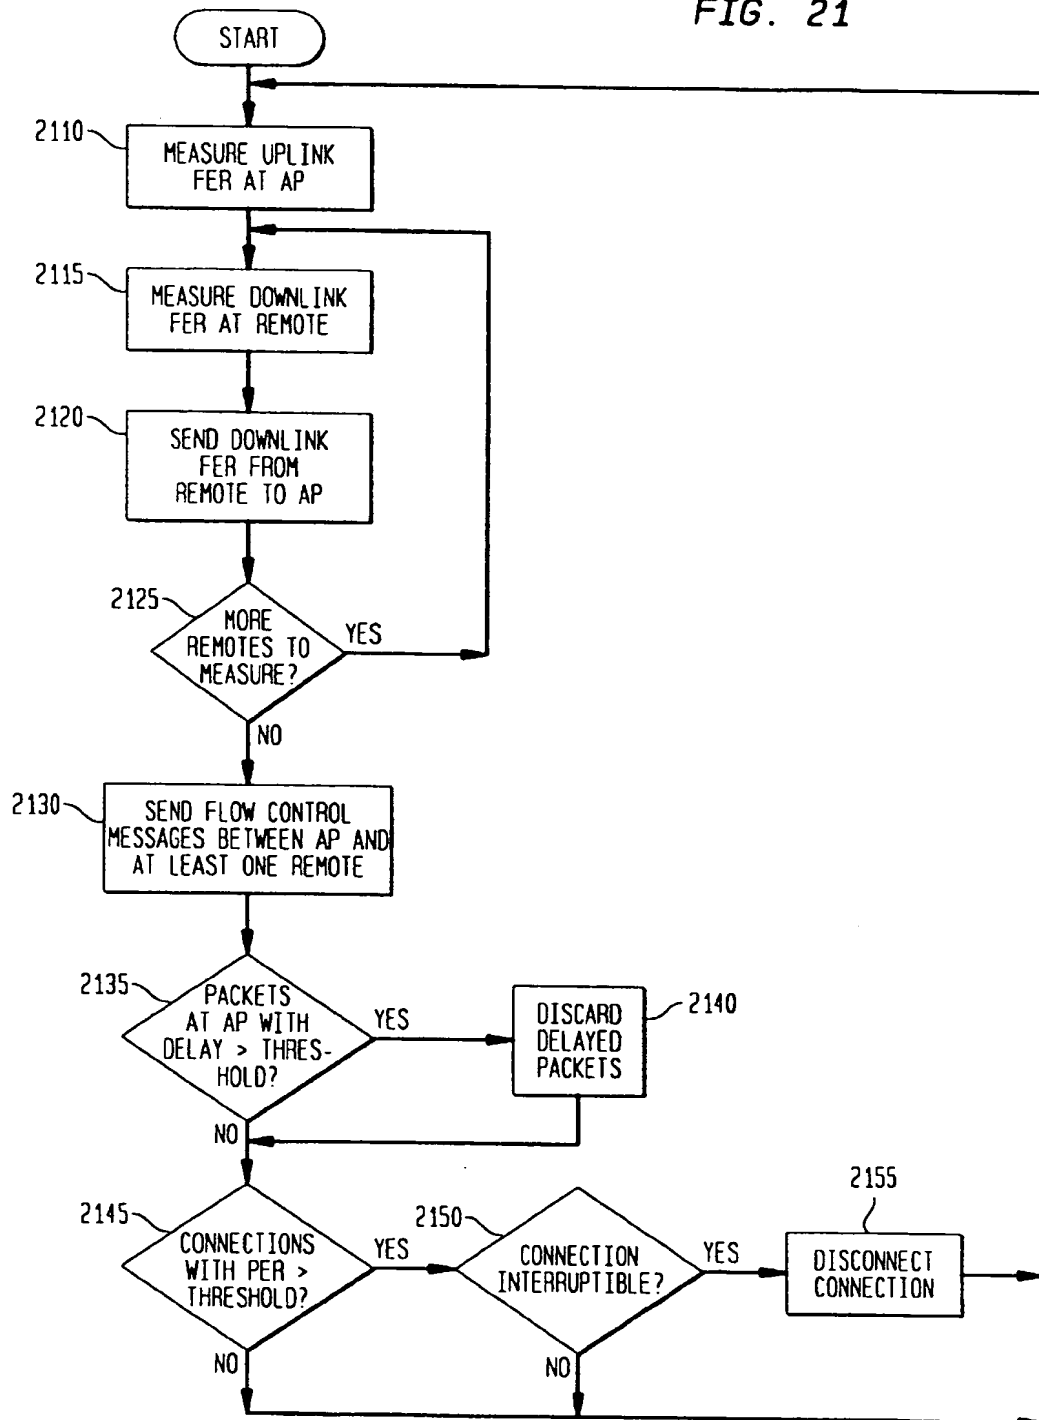 FIG. 21
START
2110
MEASURE UPLINK
FER AT AP
2115
MEASURE DOWNLINK
FER AT REMOTE
2120
SEND DOWNLINK
FER FROM
REMOTE TO AP
2125
MORE
REMOTES TO
MEASURE?
YES
NO
2130
SEND FLOW CONTROL
MESSAGES BETWEEN AP AND
AT LEAST ONE REMOTE
2135
PACKETS
AT AP WITH
DELAY > THRES-
HOLD?
YES
NO
DISCARD
DELAYED
PACKETS
2140
2145
CONNECTIONS
WITH PER >
THRESHOLD?
YES
NO
2150
CONNECTION
INTERRUPTIBLE?
YES
NO
2155
DISCONNECT
CONNECTION